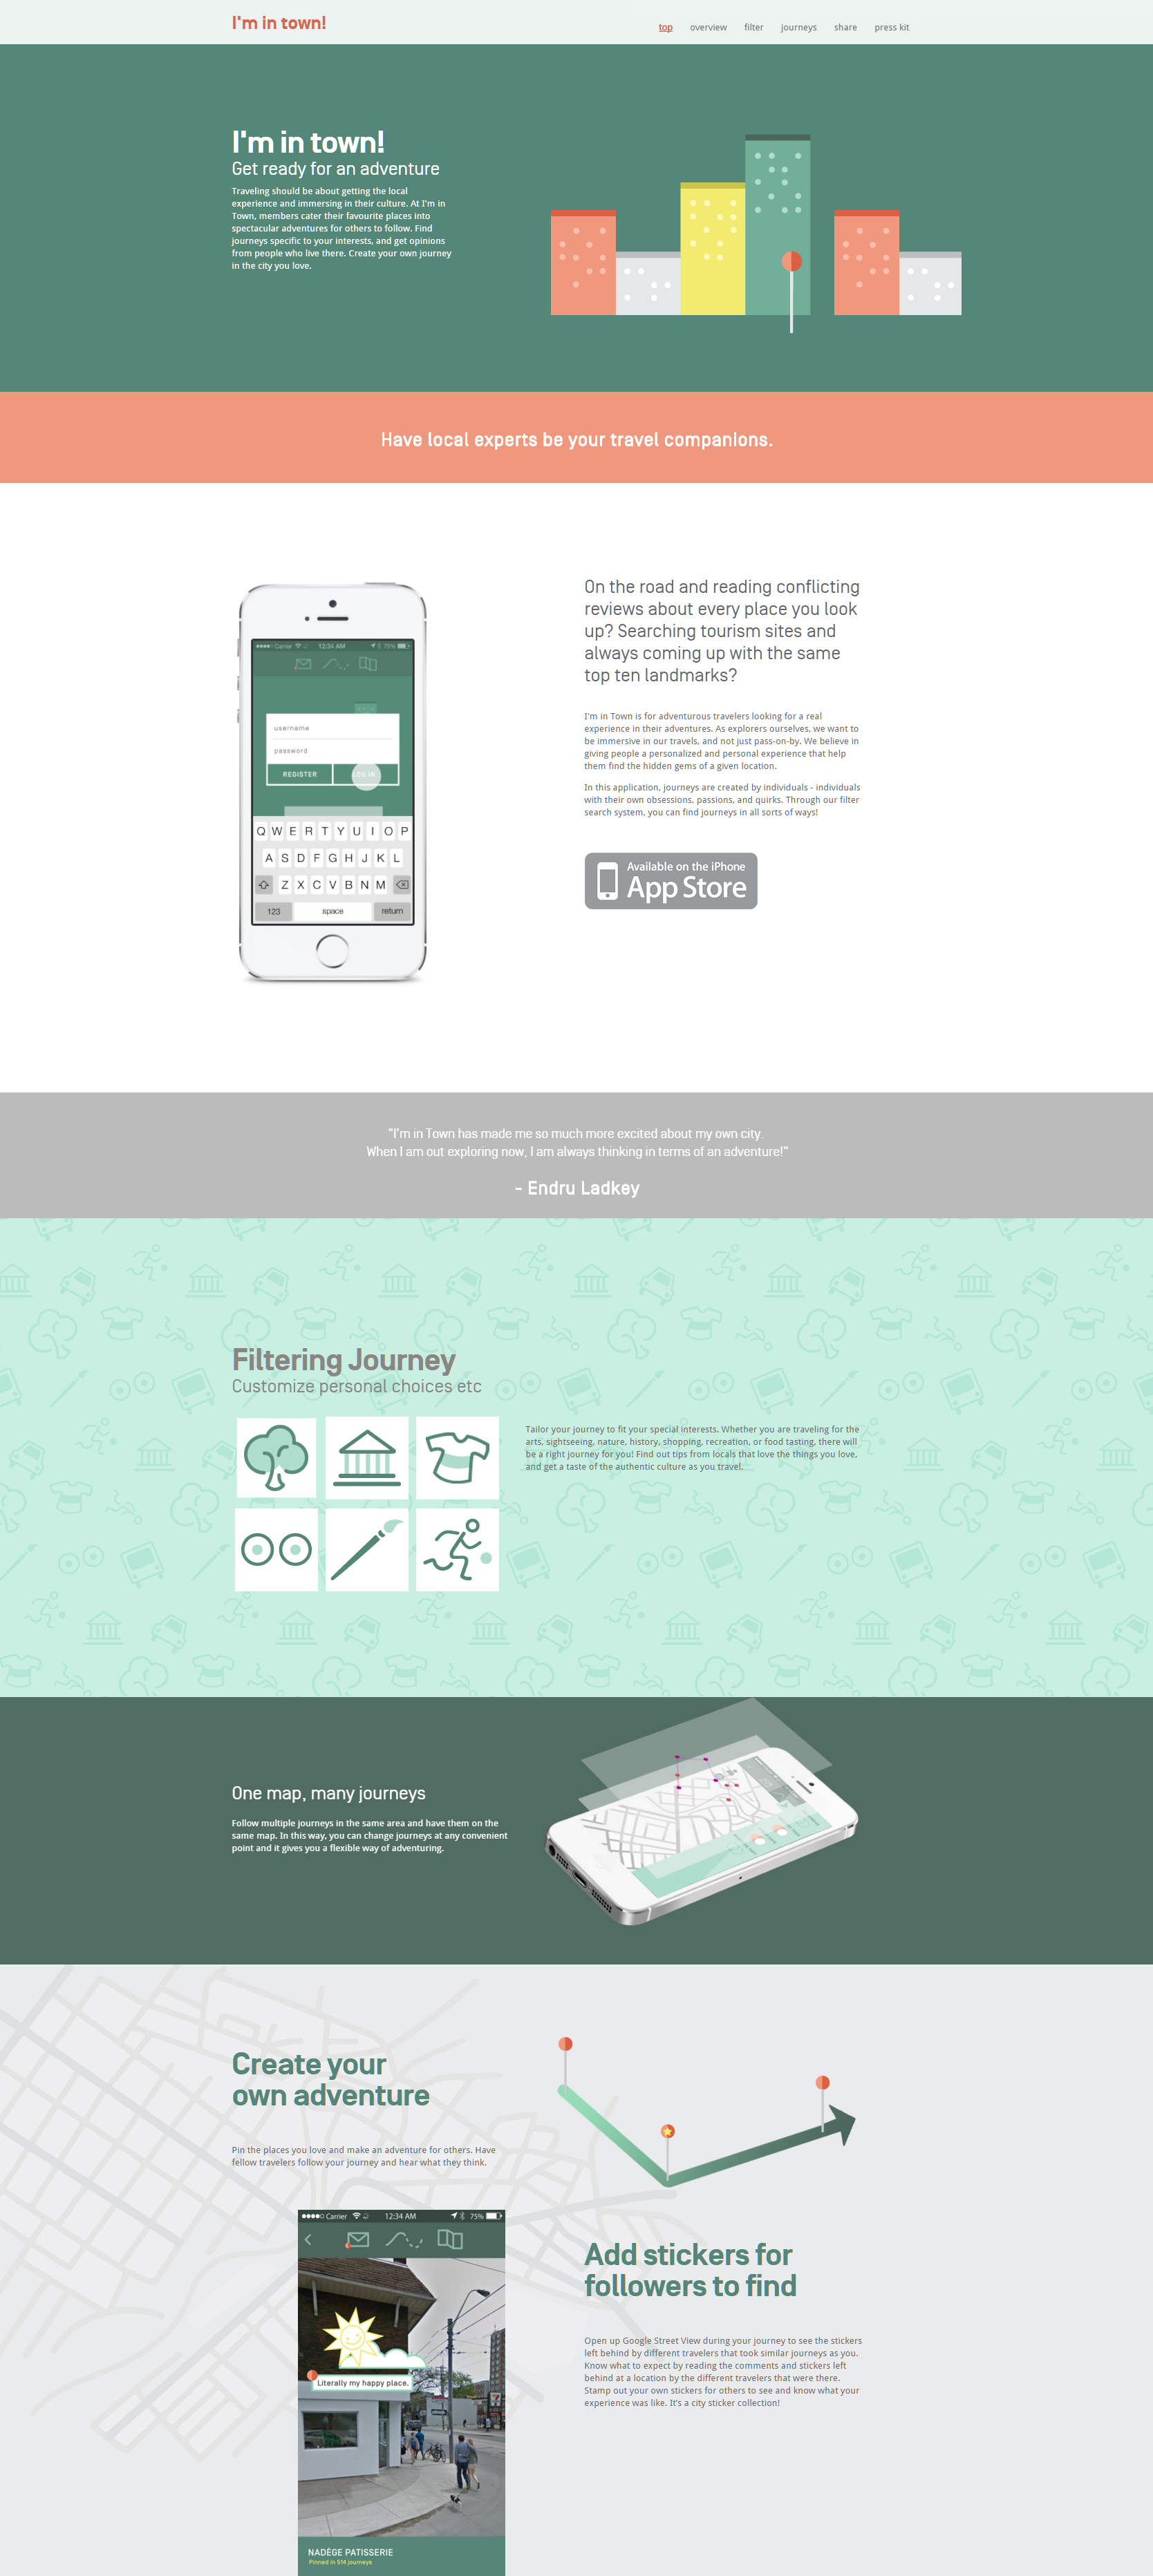 I'm in town!
top overview filter journeys share press kit
I'm in town!
Get ready for an adventure
Traveling should be about getting the local
experience and immersing in their culture. At I'm in
Town, members cater their favourite places into
spectacular adventures for others to follow. Find
journeys specific to your interests, and get opinions
from people who live there. Create your own journey
in the city you love.
Have local experts be your travel companions.
Carrier 12:34 AM 75%
username
password
REGISTER LOG IN
Q W E R T Y U I O P
A S D F G H J K L
Z X C V B N M
123 space return
On the road and reading conflicting
reviews about every place you look
up? Searching tourism sites and
always coming up with the same
top ten landmarks?
I'm in Town is for adventurous travelers looking for a real
experience in their adventures. As explorers ourselves, we want to
be immersive in our travels, and not just pass-on-by. We believe in
giving people a personalized and personal experience that help
them find the hidden gems of a given location.
In this application, journeys are created by individuals - individuals
with their own obsessions, passions, and quirks. Through our filter
search system, you can find journeys in all sorts of ways!
Available on the iPhone
App Store
"I'm in Town has made me so much more excited about my own city.
When I am out exploring now, I am always thinking in terms of an adventure!"
- Endru Ladkey
Filtering Journey
Customize personal choices etc
Tailor your journey to fit your special interests. Whether you are traveling for the
arts, sightseeing, nature, history, shopping, recreation, or food tasting, there will
be a right journey for you! Find out tips from locals that love the things you love,
and get a taste of the authentic culture as you travel.
One map, many journeys
Follow multiple journeys in the same area and have them on the
same map. In this way, you can change journeys at any convenient
point and it gives you a flexible way of adventuring.
Create your
own adventure
Pin the places you love and make an adventure for others. Have
fellow travelers follow your journey and hear what they think.
Carrier 12:34 AM 75%
Literally my happy place.
NADÈGE PATISSERIE
Pinned in 514 journeys
Add stickers for
followers to find
Open up Google Street View during your journey to see the stickers
left behind by different travelers that took similar journeys as you.
Know what to expect by reading the comments and stickers left
behind at a location by the different travelers that were there.
Stamp out your own stickers for others to see and know what your
experience was like. It's a city sticker collection!